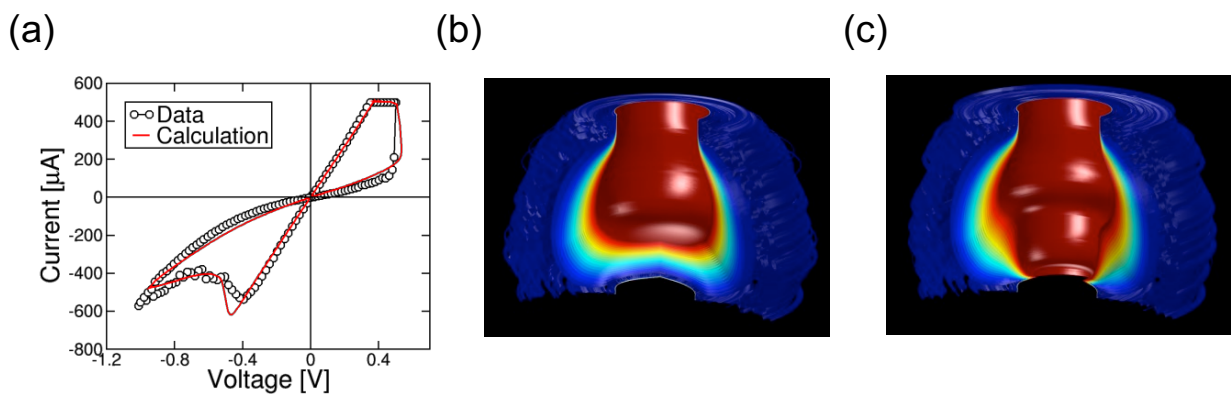 (a)
(b)
(c)
600
400
200
0
-200
-400
-600
-800
Current [µA]
Data
Calculation
-1.2
-0.8
-0.4
0
0.4
Voltage [V]